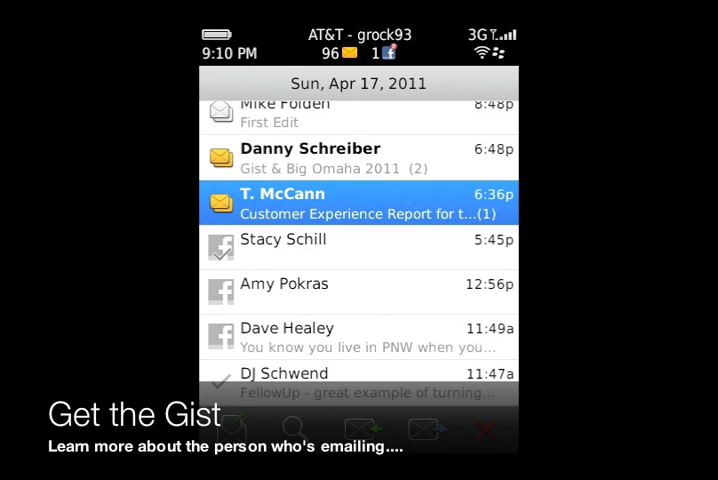 AT&T - grock93
3G
9:10 PM
96
1
Sun, Apr 17, 2011
Mike Folden
8:48p
First Edit
Danny Schreiber
6:48p
Gist & Big Omaha 2011 (2)
T. McCann
6:36p
Customer Experience Report for t...(1)
Stacy Schill
5:45p
Amy Pokras
12:56p
Dave Healey
11:49a
You know you live in PNW when you...
DJ Schwend
11:47a
FellowUp - great example of turning...
Get the Gist
Learn more about the person who's emailing....